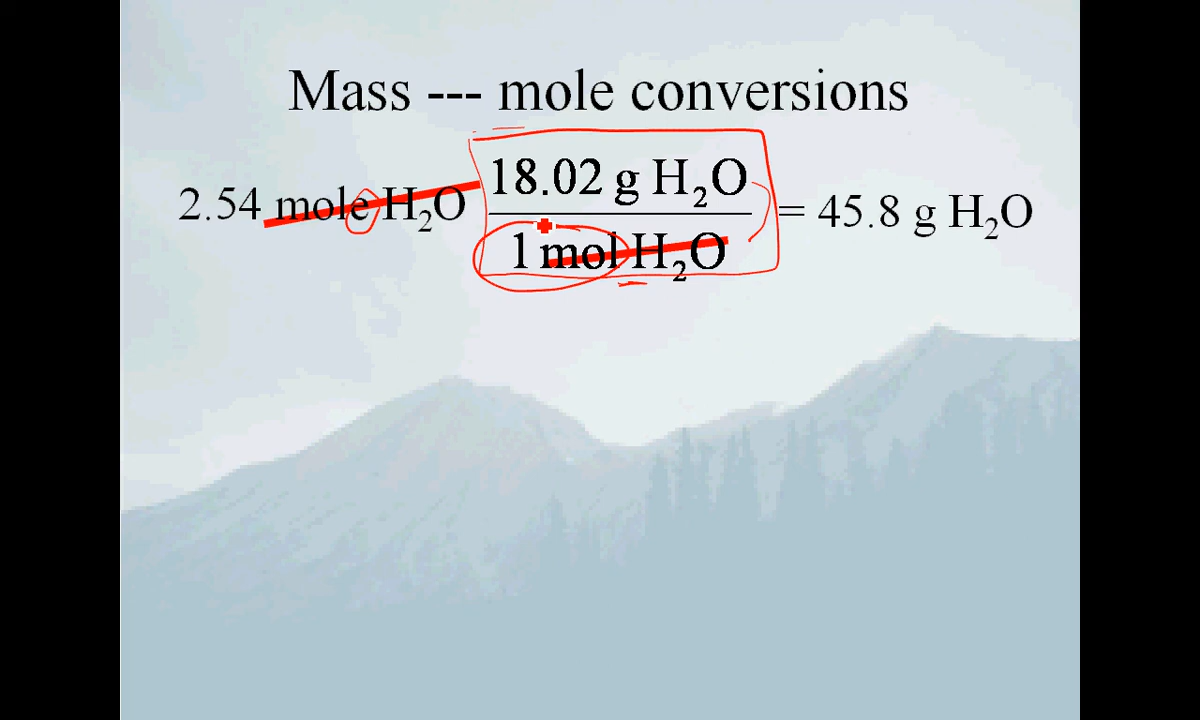 Mass --- mole conversions
2.54 mole H₂O 18.02 g H₂O = 45.8 g H₂O
1 mol H₂O